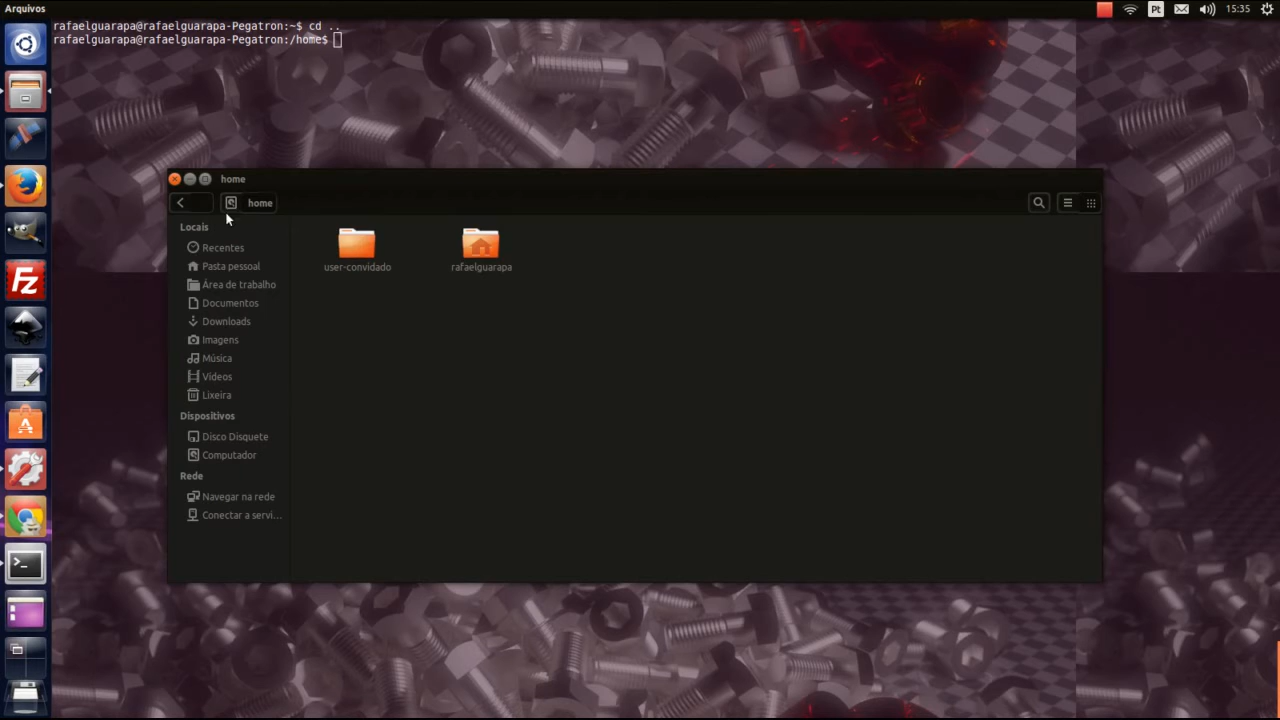 Arquivos
Pt
15:35
rafaelguarapa@rafaelguarapa-Pegatron:~$ cd ..
rafaelguarapa@rafaelguarapa-Pegatron:/home$
home
home
Locais
Recentes
Pasta pessoal
Área de trabalho
Documentos
Downloads
Imagens
Música
Vídeos
Lixeira
Dispositivos
Disco Disquete
Computador
Rede
Navegar na rede
Conectar a servi...
user-convidado
rafaelguarapa
Fz